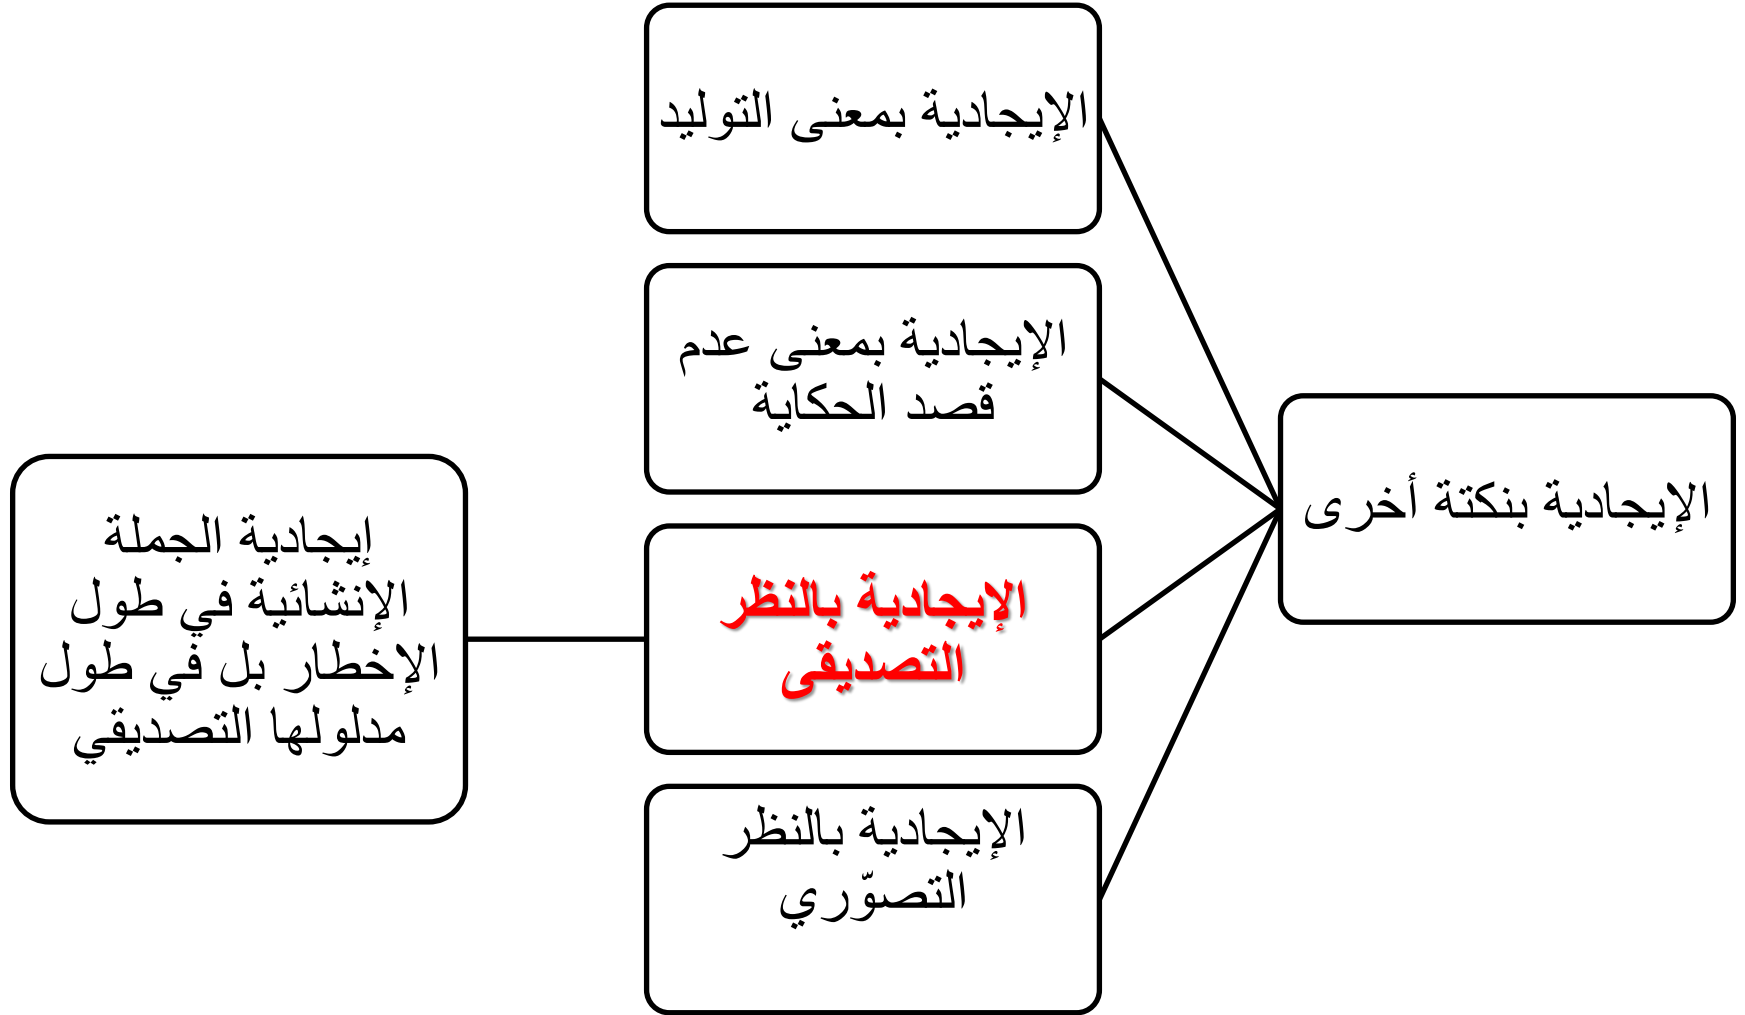 الإيجادية بنكتة أخرى
الإيجادية بمعنى التوليد
الإيجادية بمعنى عدم
قصد الحكاية
الإيجادية بالنظر
التصديقى
إيجادية الجملة
الإنشائية في طول
الإخطار بل في طول
مدلولها التصديقي
الإيجادية بالنظر
التصوّري